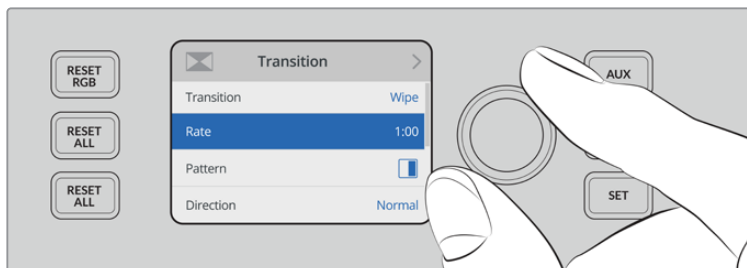 RESET
RGB
RESET
ALL
RESET
ALL
Transition
Transition Wipe
Rate 1:00
Pattern
Direction Normal
AUX
SET